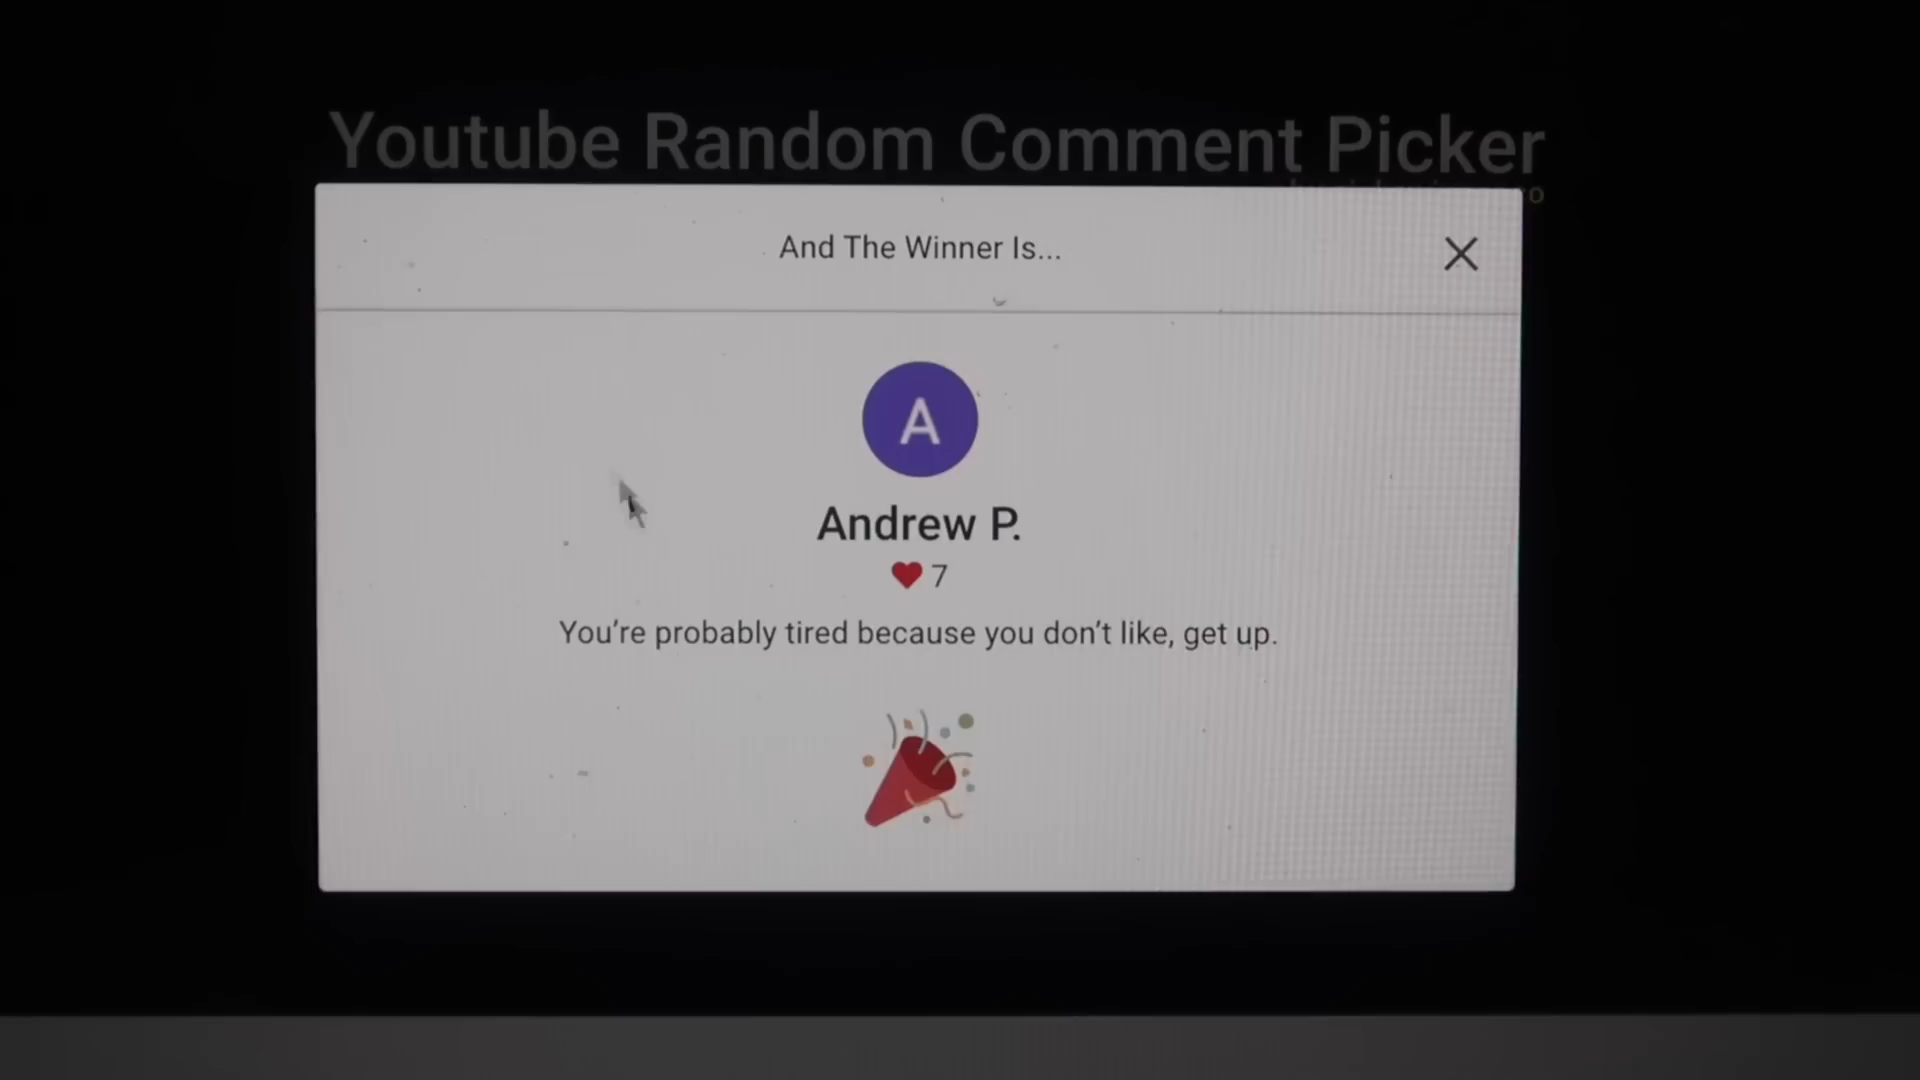 Youtube Random Comment Picker
And The Winner Is...
A
Andrew P.
7
You’re probably tired because you don’t like, get up.